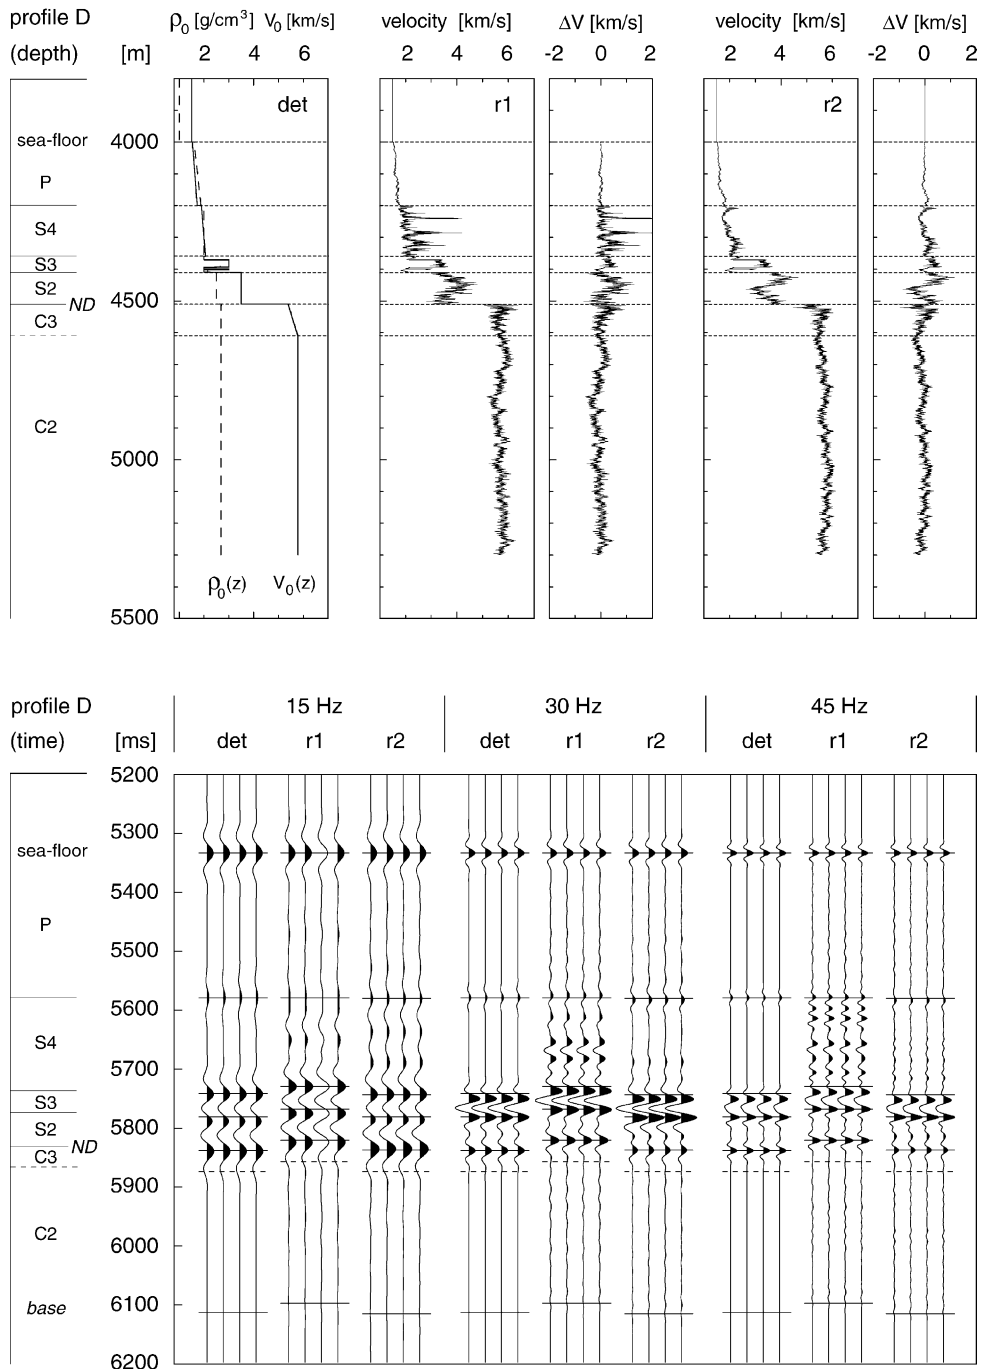 profile D ρ0 [g/cm3] V0 [km/s] velocity [km/s] ΔV [km/s] velocity [km/s] ΔV [km/s]
(depth) [m] 2 4 6 2 4 6 -2 0 2 2 4 6 -2 0 2
det r1 r2
sea-floor 4000
P
S4
S3
S2
ND 4500
C3
C2
5000
ρ0(z) V0(z)
5500
profile D 15 Hz 30 Hz 45 Hz
(time) [ms] det r1 r2 det r1 r2 det r1 r2
5200
5300
sea-floor
5400
P
5500
5600
S4
5700
S3
S2 5800
ND
C3
5900
C2
6000
base 6100
6200